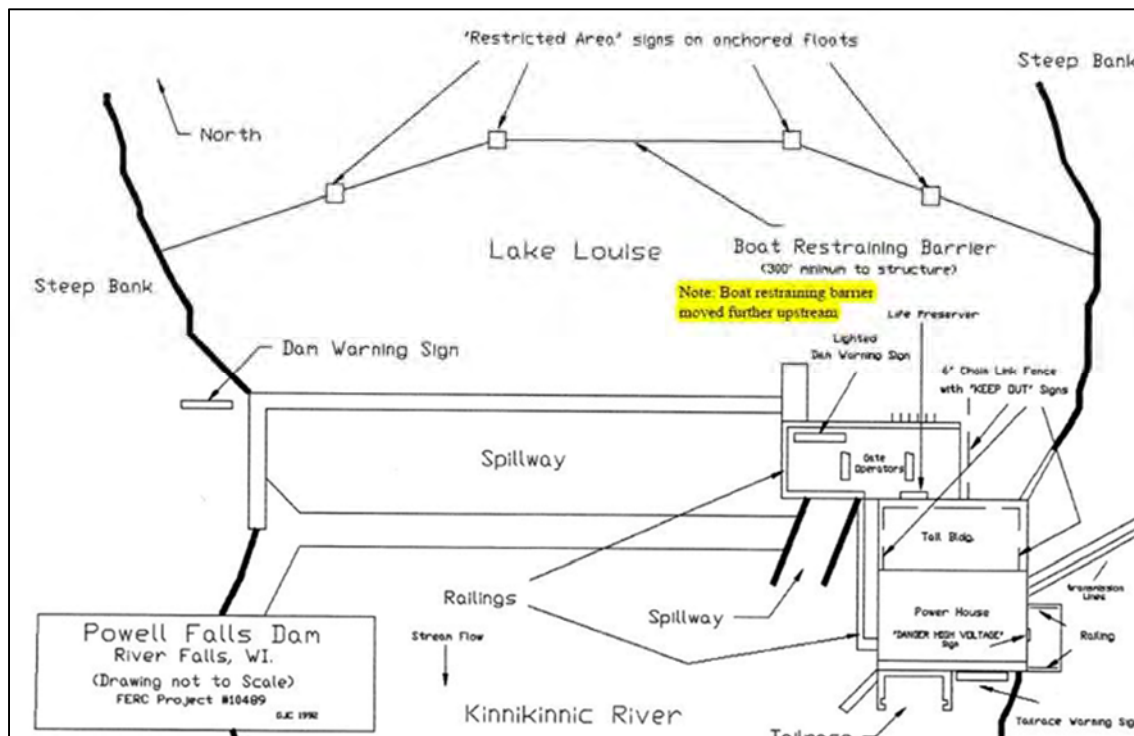 "Restricted Area" signs on anchored floats
Steep Bank
North
Lake Louise
Boat Restraining Barrier
(300' minimum to structure)
Note: Boat restraining barrier
moved further upstream
Steep Bank
Life Preserver
Lighted
Dam Warning Sign
Dam Warning Sign
6' Chain Link Fence
with "KEEP OUT" Signs
Spillway
Gate
Operators
Tall Bldg.
Transmission
Lines
Railings
Spillway
Power House
"DANGER HIGH VOLTAGE"
Sign
Railing
Powell Falls Dam
River Falls, WI.
(Drawing not to Scale)
FERC Project #10489
GJC 1992
Stream Flow
Kinnikinnic River
Tailrace
Tailrace Warning Sign